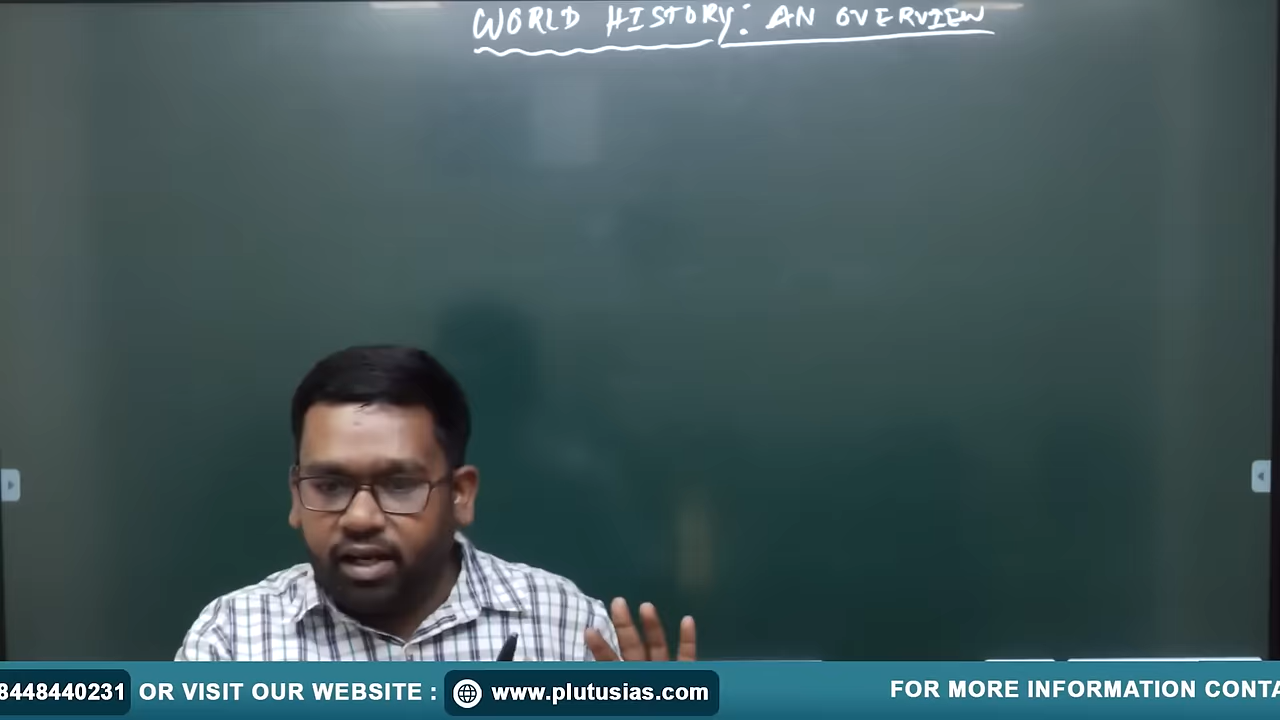 WORLD HISTORY: AN OVERVIEW
8448440231 OR VISIT OUR WEBSITE : www.plutusias.com FOR MORE INFORMATION CONTA